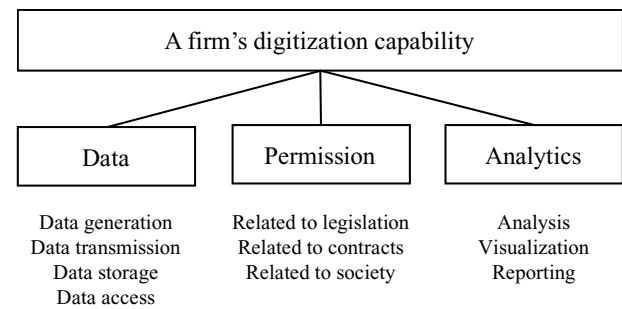 A firm’s digitization capability
Data
Permission
Analytics
Data generation
Data transmission
Data storage
Data access
Related to legislation
Related to contracts
Related to society
Analysis
Visualization
Reporting